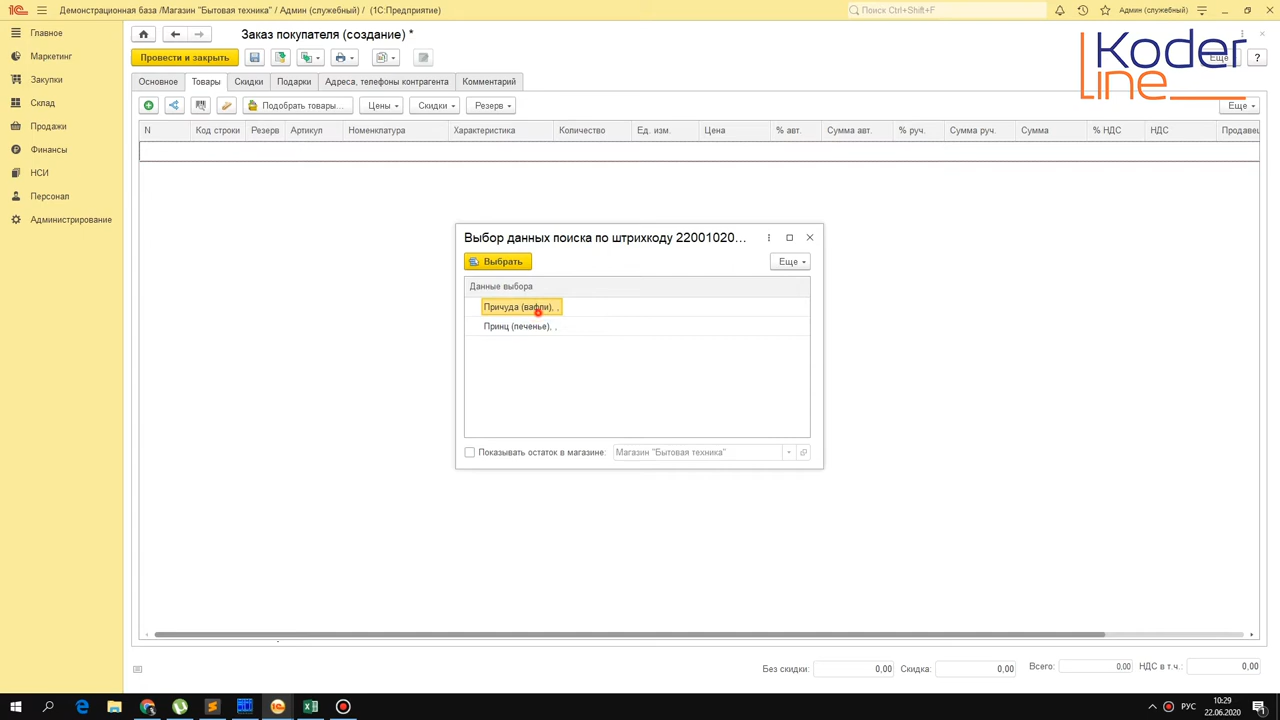 Демонстрационная база /Магазин "Бытовая техника" / Админ (служебный) / (1С:Предприятие)
Поиск Ctrl+Shift+F
Админ (служебный)
Главное
Маркетинг
Закупки
Склад
Продажи
Финансы
НСИ
Персонал
Администрирование
Заказ покупателя (создание) *
Провести и закрыть
Еще
?
Koder
line
Основное Товары Скидки Подарки Адреса, телефоны контрагента Комментарий
Подобрать товары... Цены Скидки Резерв Еще
N Код строки Резерв Артикул Номенклатура Характеристика Количество Ед. изм. Цена % авт. Сумма авт. % руч. Сумма руч. Сумма % НДС НДС Продавец
Выбор данных поиска по штрихкоду 22001020...
Выбрать Еще
Данные выбора
Причуда (вафли), ,
Принц (печенье), ,
Показывать остаток в магазине: Магазин "Бытовая техника"
Без скидки: 0,00 Скидка: 0,00 Всего: 0,00 НДС в т.ч.: 0,00
РУС
10:29
22.06.2020
1